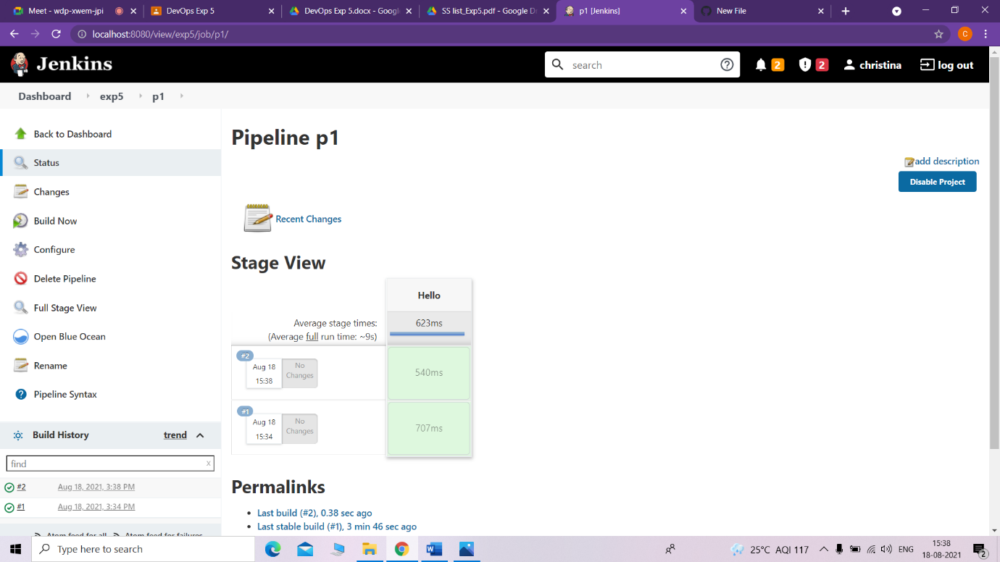 Meet - wdp-xwem-jpi
DevOps Exp 5
DevOps Exp 5.docx - Googl
SS list_Exp5.pdf - Google Dr
p1 [Jenkins]
New File
localhost:8080/view/exp5/job/p1/
C
Jenkins
search
2
2
christina
log out
Dashboard
exp5
p1
Back to Dashboard
Status
Changes
Build Now
Configure
Delete Pipeline
Full Stage View
Open Blue Ocean
Rename
Pipeline Syntax
Build History
trend
find
x
#2 Aug 18, 2021, 3:38 PM
#1 Aug 18, 2021, 3:34 PM
Atom feed for all Atom feed for failures
Pipeline p1
add description
Disable Project
Recent Changes
Stage View
Hello
Average stage times:
(Average full run time: ~9s)
623ms
#2
Aug 18
15:38
No
Changes
540ms
#1
Aug 18
15:34
No
Changes
707ms
Permalinks
Last build (#2), 0.38 sec ago
Last stable build (#1), 3 min 46 sec ago
Type here to search
25°C AQI 117
ENG
15:38
18-08-2021
2